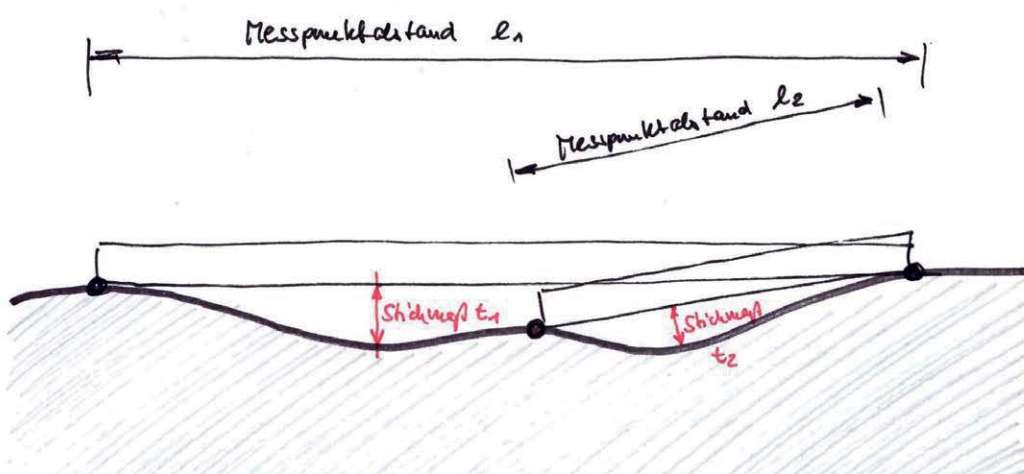 Messpunktabstand l₁
Messpunktabstand l₂
Stichmaß t₁
Stichmaß
t₂